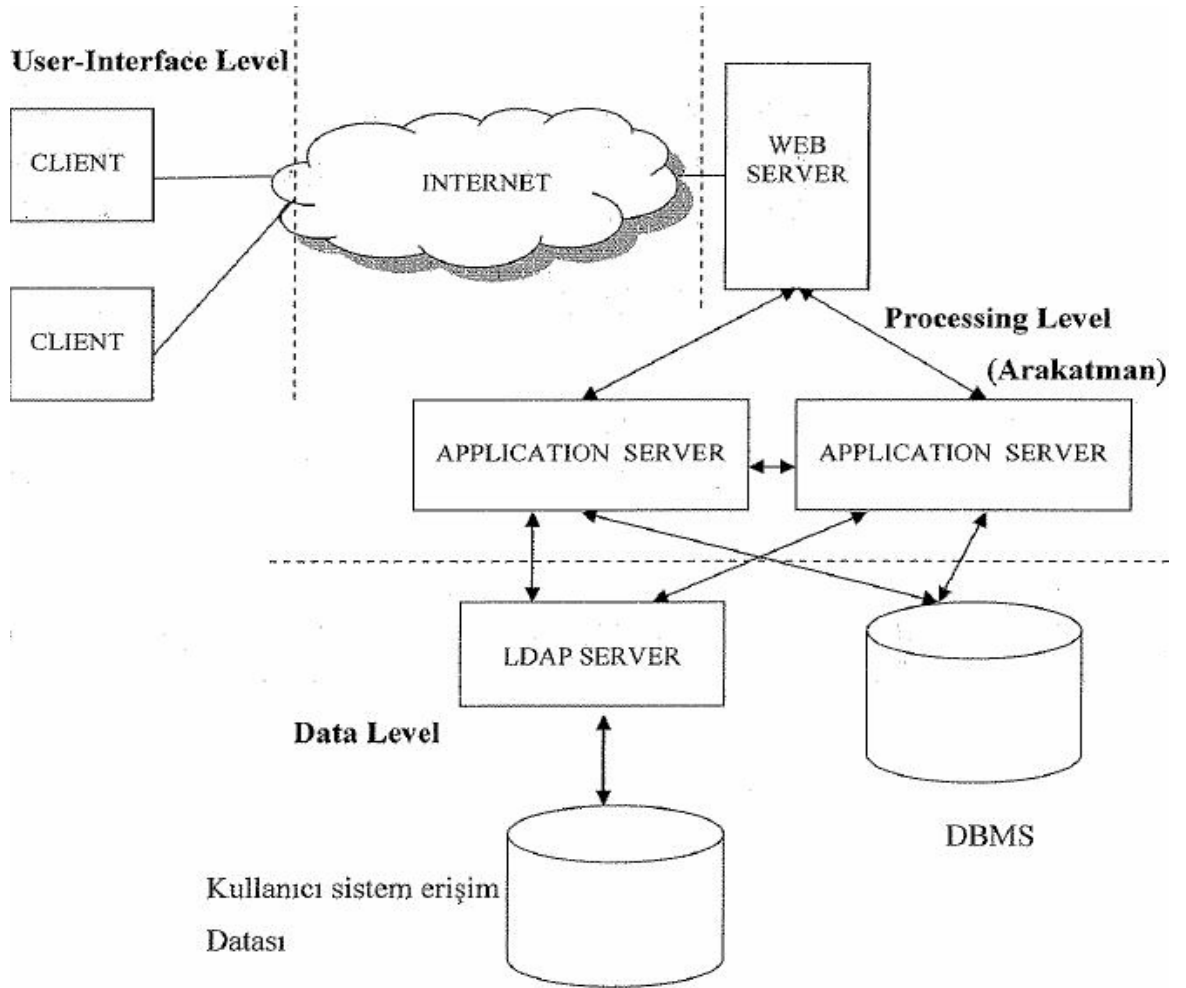 User-Interface Level
CLIENT
INTERNET
WEB
SERVER
CLIENT
Processing Level
(Arakatman)
APPLICATION SERVER
APPLICATION SERVER
LDAP SERVER
Data Level
DBMS
Kullanıcı sistem erişim
Datası